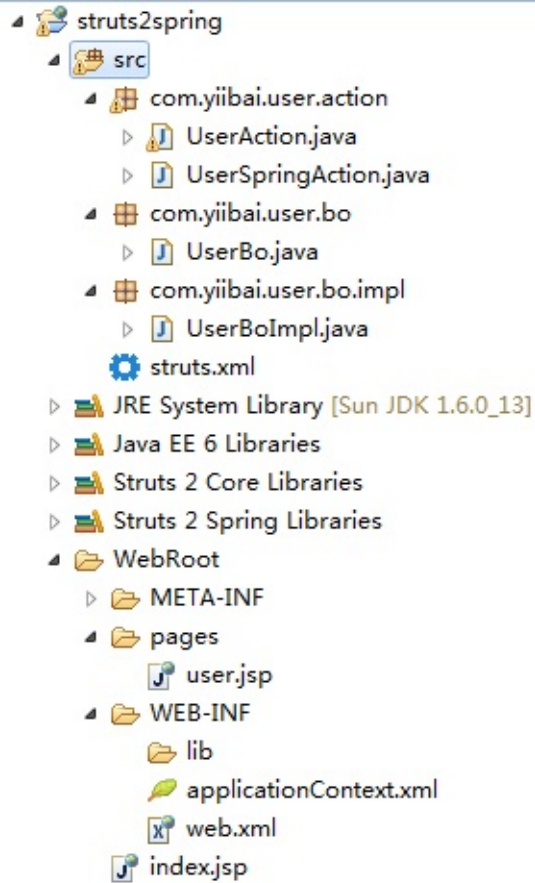 struts2spring
src
com.yiibai.user.action
UserAction.java
UserSpringAction.java
com.yiibai.user.bo
UserBo.java
com.yiibai.user.bo.impl
UserBoImpl.java
struts.xml
JRE System Library [Sun JDK 1.6.0_13]
Java EE 6 Libraries
Struts 2 Core Libraries
Struts 2 Spring Libraries
WebRoot
META-INF
pages
user.jsp
WEB-INF
lib
applicationContext.xml
web.xml
index.jsp